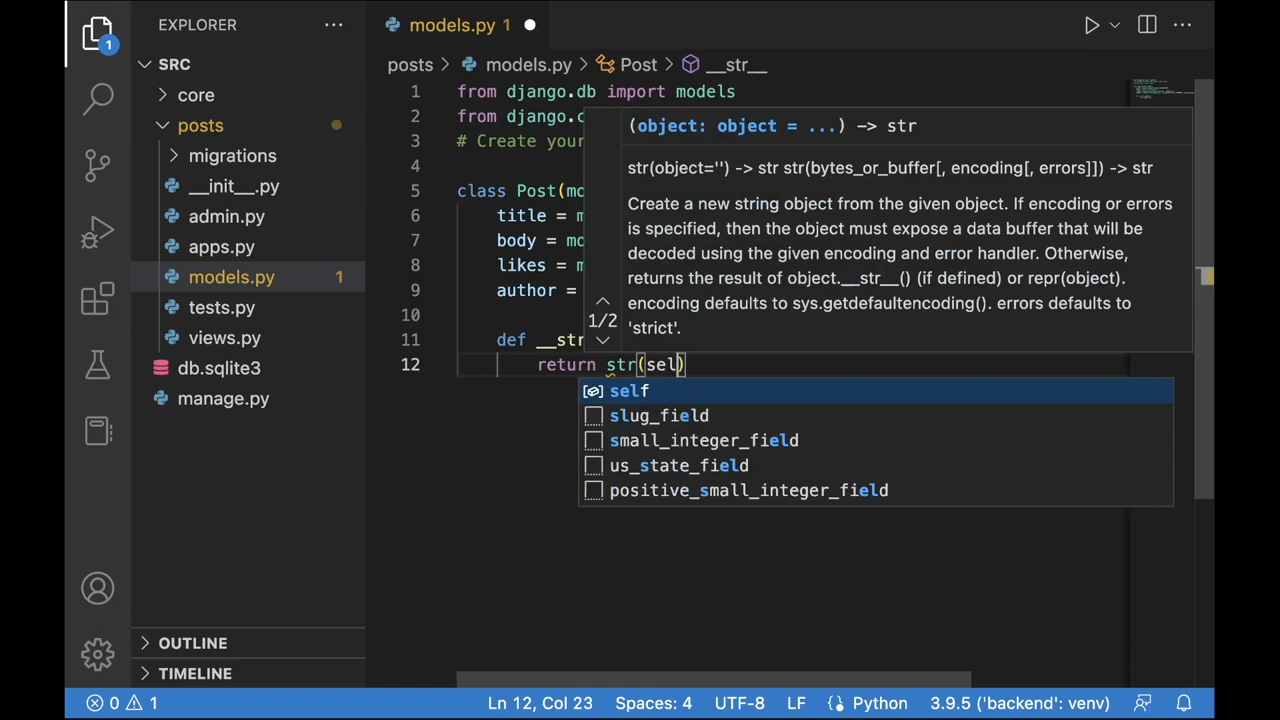 EXPLORER
models.py 1
1
SRC
posts > models.py > Post > __str__
core
posts
migrations
__init__.py
admin.py
apps.py
models.py 1
tests.py
views.py
db.sqlite3
manage.py
OUTLINE
TIMELINE
1 from django.db import models
2 from django.c
3 # Create your
4
5 class Post(mo
6 title = m
7 body = mo
8 likes = m
9 author =
10
11 def __str
12 return str(sel)
(object: object = ...) -> str
str(object='') -> str str(bytes_or_buffer[, encoding[, errors]]) -> str
Create a new string object from the given object. If encoding or errors
is specified, then the object must expose a data buffer that will be
decoded using the given encoding and error handler. Otherwise,
returns the result of object.__str__() (if defined) or repr(object).
encoding defaults to sys.getdefaultencoding(). errors defaults to
'strict'.
1/2
self
slug_field
small_integer_field
us_state_field
positive_small_integer_field
0 1 Ln 12, Col 23 Spaces: 4 UTF-8 LF Python 3.9.5 ('backend': venv)